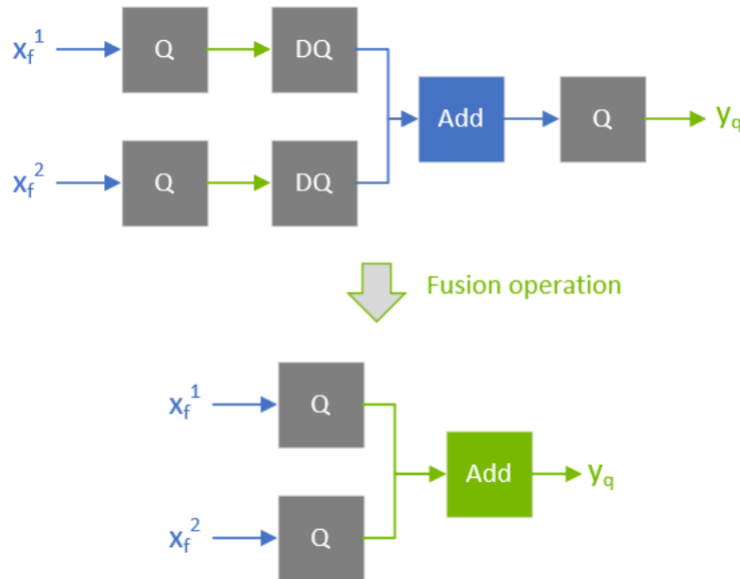 x_f^1 Q DQ
Add Q y_q
x_f^2 Q DQ
Fusion operation
x_f^1 Q
Add y_q
x_f^2 Q